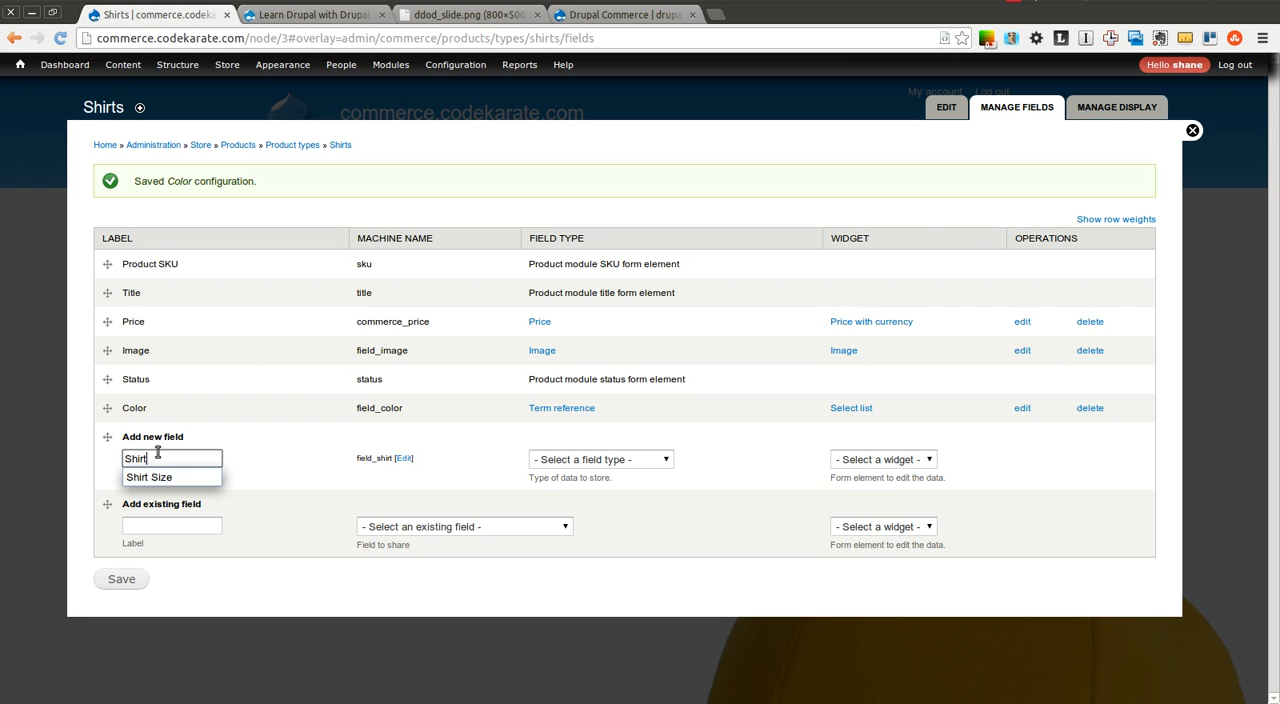 Shirts | commerce.codeka
Learn Drupal with Drupal
ddod_slide.png (800×500
Drupal Commerce | drupa
commerce.codekarate.com/node/3#overlay=admin/commerce/products/types/shirts/fields
Dashboard Content Structure Store Appearance People Modules Configuration Reports Help
Hello shane Log out
My account Log out
Shirts
commerce.codekarate.com
EDIT MANAGE FIELDS MANAGE DISPLAY
Home » Administration » Store » Products » Product types » Shirts
Saved Color configuration.
Show row weights
LABEL MACHINE NAME FIELD TYPE WIDGET OPERATIONS
Product SKU sku Product module SKU form element
Title title Product module title form element
Price commerce_price Price Price with currency edit delete
Image field_image Image Image edit delete
Status status Product module status form element
Color field_color Term reference Select list edit delete
Add new field
Shirt field_shirt [Edit] - Select a field type - - Select a widget -
Shirt Size Type of data to store. Form element to edit the data.
Add existing field
- Select an existing field - - Select a widget -
Label Field to share Form element to edit the data.
Save